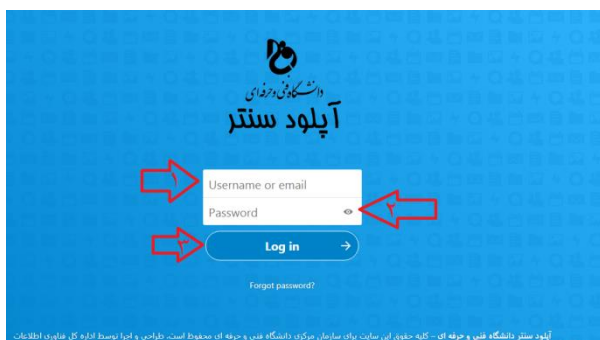 دانشگاه فنی و حرفه‌ای
آپلود سنتر
۱
Username or email
Password
۲
۳
Log in
Forgot password?
آپلود سنتر دانشگاه فنی و حرفه ای – کلیه حقوق این سایت برای سازمان مرکزی دانشگاه فنی و حرفه ای محفوظ است. طراحی و اجرا توسط اداره کل فناوری اطلاعات